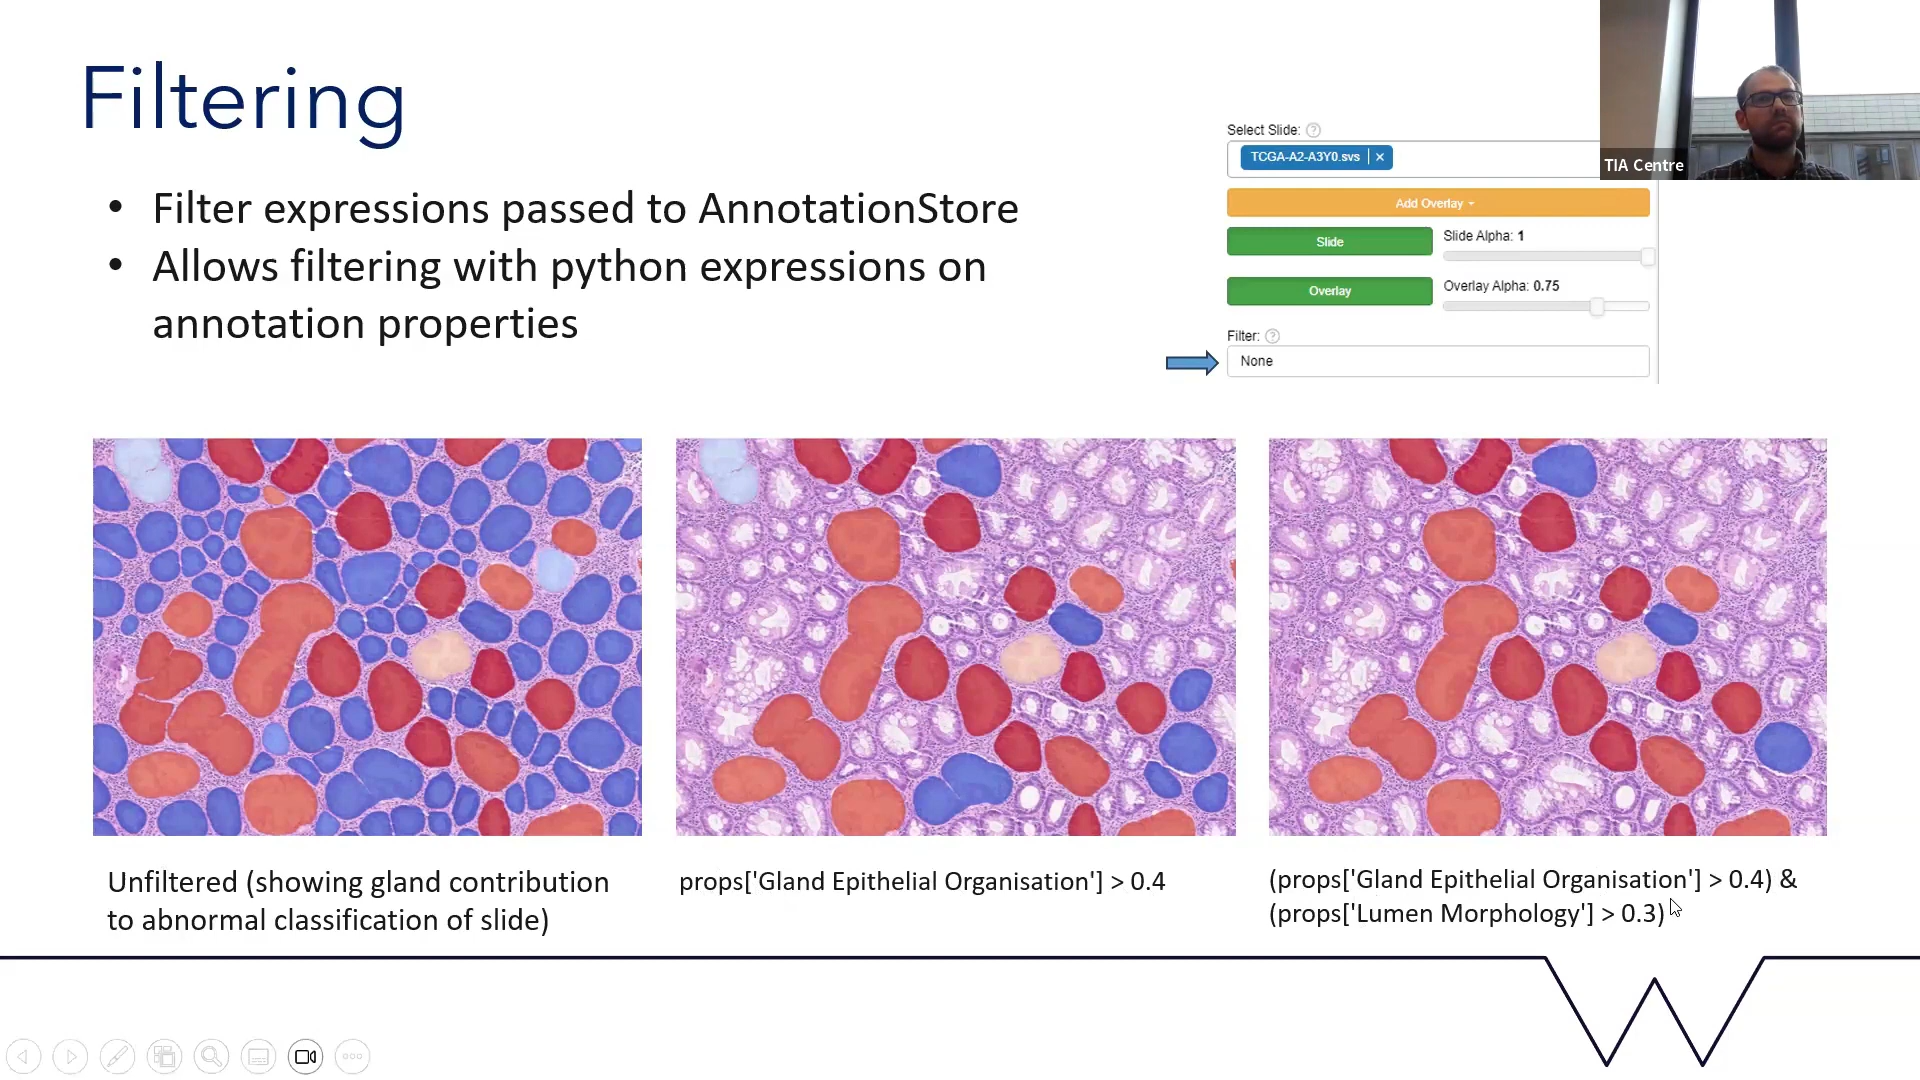 Filtering
• Filter expressions passed to AnnotationStore
• Allows filtering with python expressions on
annotation properties
Select Slide: ?
TCGA-A2-A3Y0.svs ×
Add Overlay
Slide
Slide Alpha: 1
Overlay
Overlay Alpha: 0.75
Filter: ?
None
TIA Centre
Unfiltered (showing gland contribution
to abnormal classification of slide)
props['Gland Epithelial Organisation'] > 0.4
(props['Gland Epithelial Organisation'] > 0.4) &
(props['Lumen Morphology'] > 0.3)